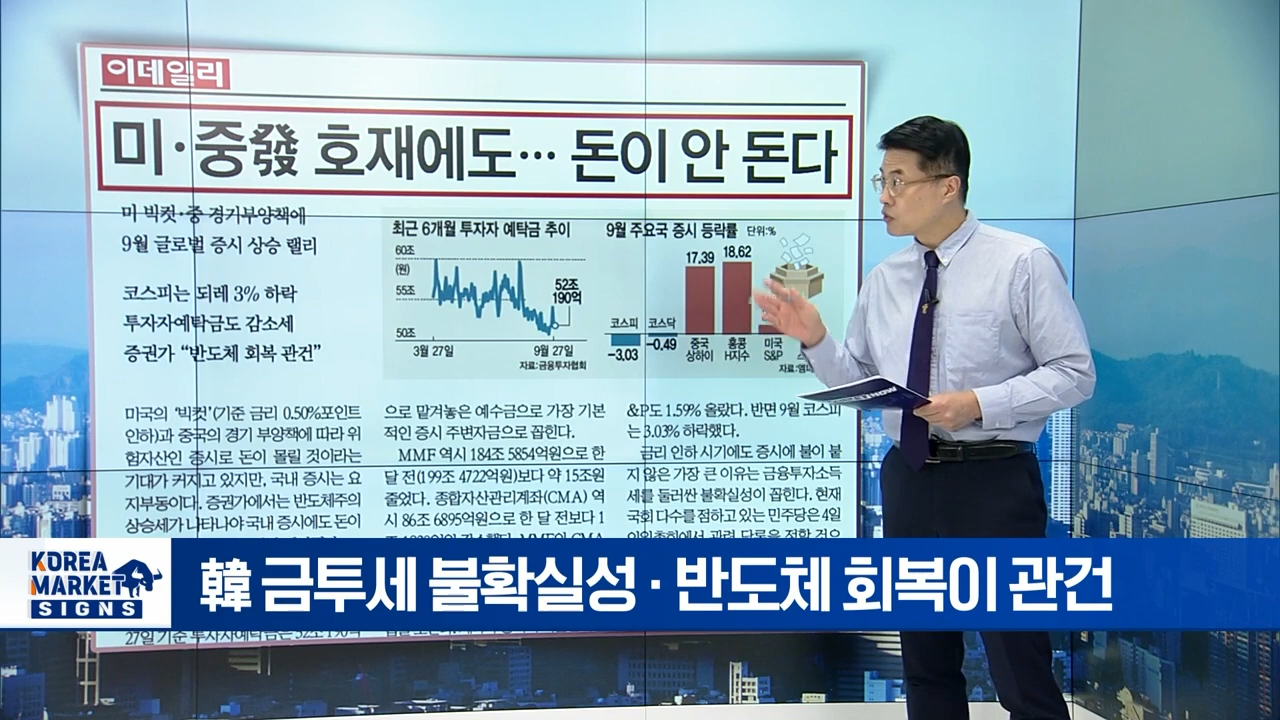 이데일리
미·중發 호재에도… 돈이 안 돈다
미 빅컷·중 경기부양책에
9월 글로벌 증시 상승 랠리
코스피는 되레 3% 하락
투자자예탁금도 감소세
증권가 “반도체 회복 관건”
최근 6개월 투자자 예탁금 추이
60조
(원)
55조
50조
52조
190억
3월 27일
9월 27일
자료:금융투자협회
9월 주요국 증시 등락률 단위:%
17.39
18.62
코스피
코스닥
-3.03
-0.49
중국
상하이
홍콩
H지수
미국
S&P
자료:엠
미국의 ‘빅컷’(기준 금리 0.50%포인트
인하)과 중국의 경기 부양책에 따라 위
험자산인 증시로 돈이 몰릴 것이라는
기대가 커지고 있지만, 국내 증시는 요
지부동이다. 증권가에서는 반도체주의
상승세가 나타나야 국내 증시에도 돈이
27일 기준 투자자예탁금은 52조 190억
으로 맡겨놓은 예수금으로 가장 기본
적인 증시 주변자금으로 꼽힌다.
MMF 역시 184조 5854억원으로 한
달 전(199조 4722억원)보다 약 15조원
줄었다. 종합자산관리계좌(CMA) 역
시 86조 6895억원으로 한 달 전보다 1
&P도 1.59% 올랐다. 반면 9월 코스피
는 3.03% 하락했다.
금리 인하 시기에도 증시에 불이 붙
지 않은 가장 큰 이유는 금융투자소득
세를 둘러싼 불확실성이 꼽힌다. 현재
국회 다수를 점하고 있는 민주당은 4일
KOREA
MARKET
SIGNS
韓 금투세 불확실성·반도체 회복이 관건